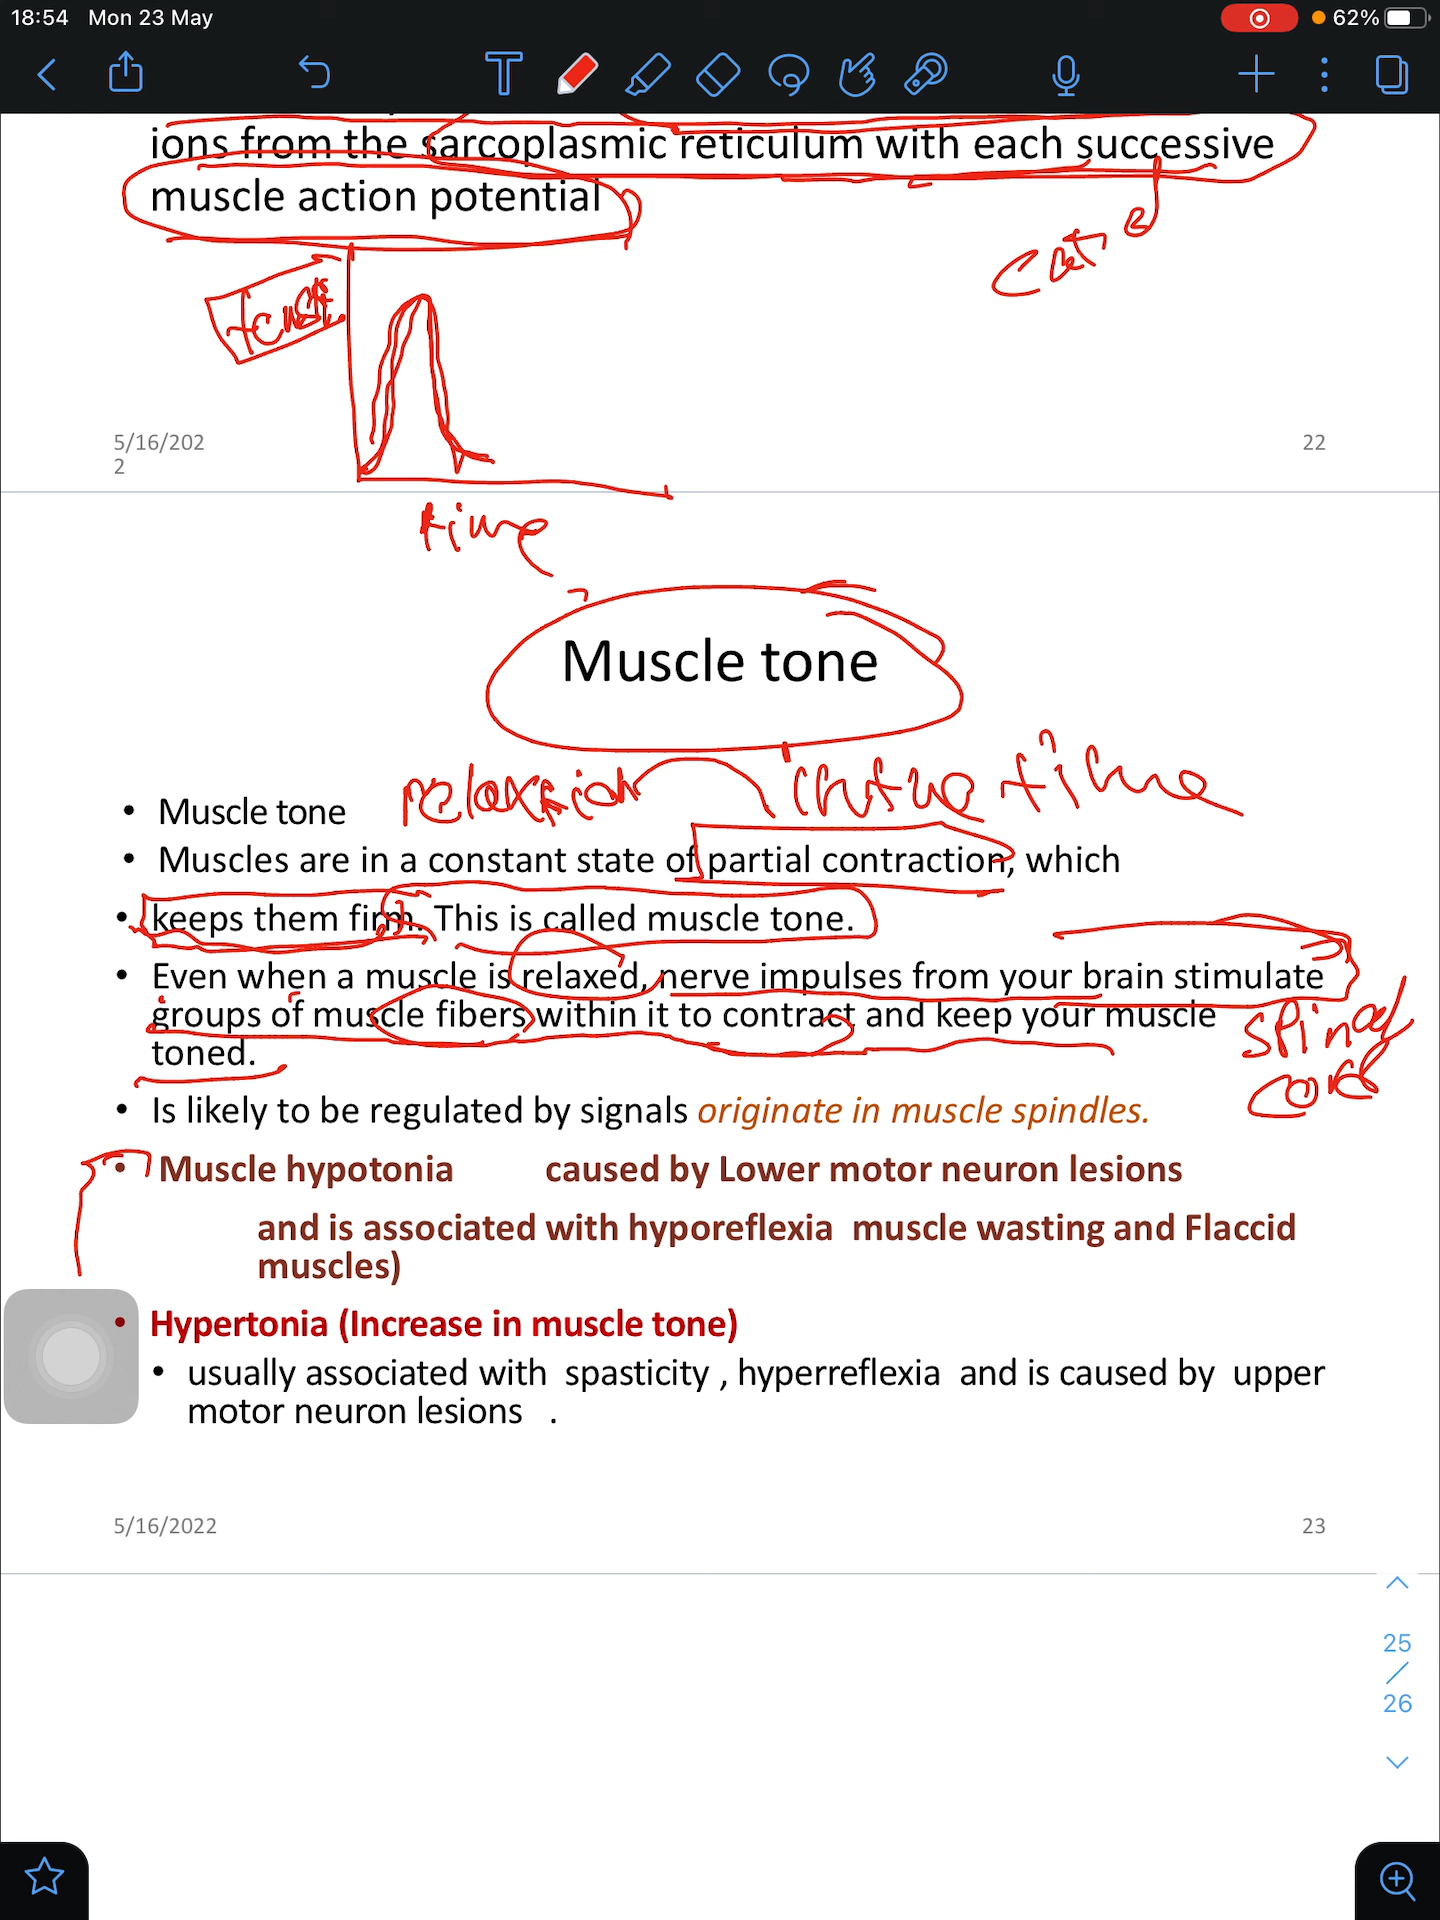 18:54 Mon 23 May
62%
ions from the sarcoplasmic reticulum with each successive
muscle action potential
5/16/202
2
22
time
Muscle tone
relaxation
time
• Muscle tone
• Muscles are in a constant state of partial contraction, which
• keeps them firm. This is called muscle tone.
• Even when a muscle is relaxed, nerve impulses from your brain stimulate
groups of muscle fibers within it to contract and keep your muscle
toned.
spinal
cord
• Is likely to be regulated by signals originate in muscle spindles.
• Muscle hypotonia caused by Lower motor neuron lesions
and is associated with hyporeflexia muscle wasting and Flaccid
muscles)
• Hypertonia (Increase in muscle tone)
• usually associated with spasticity , hyperreflexia and is caused by upper
motor neuron lesions .
5/16/2022
23
25
/
26